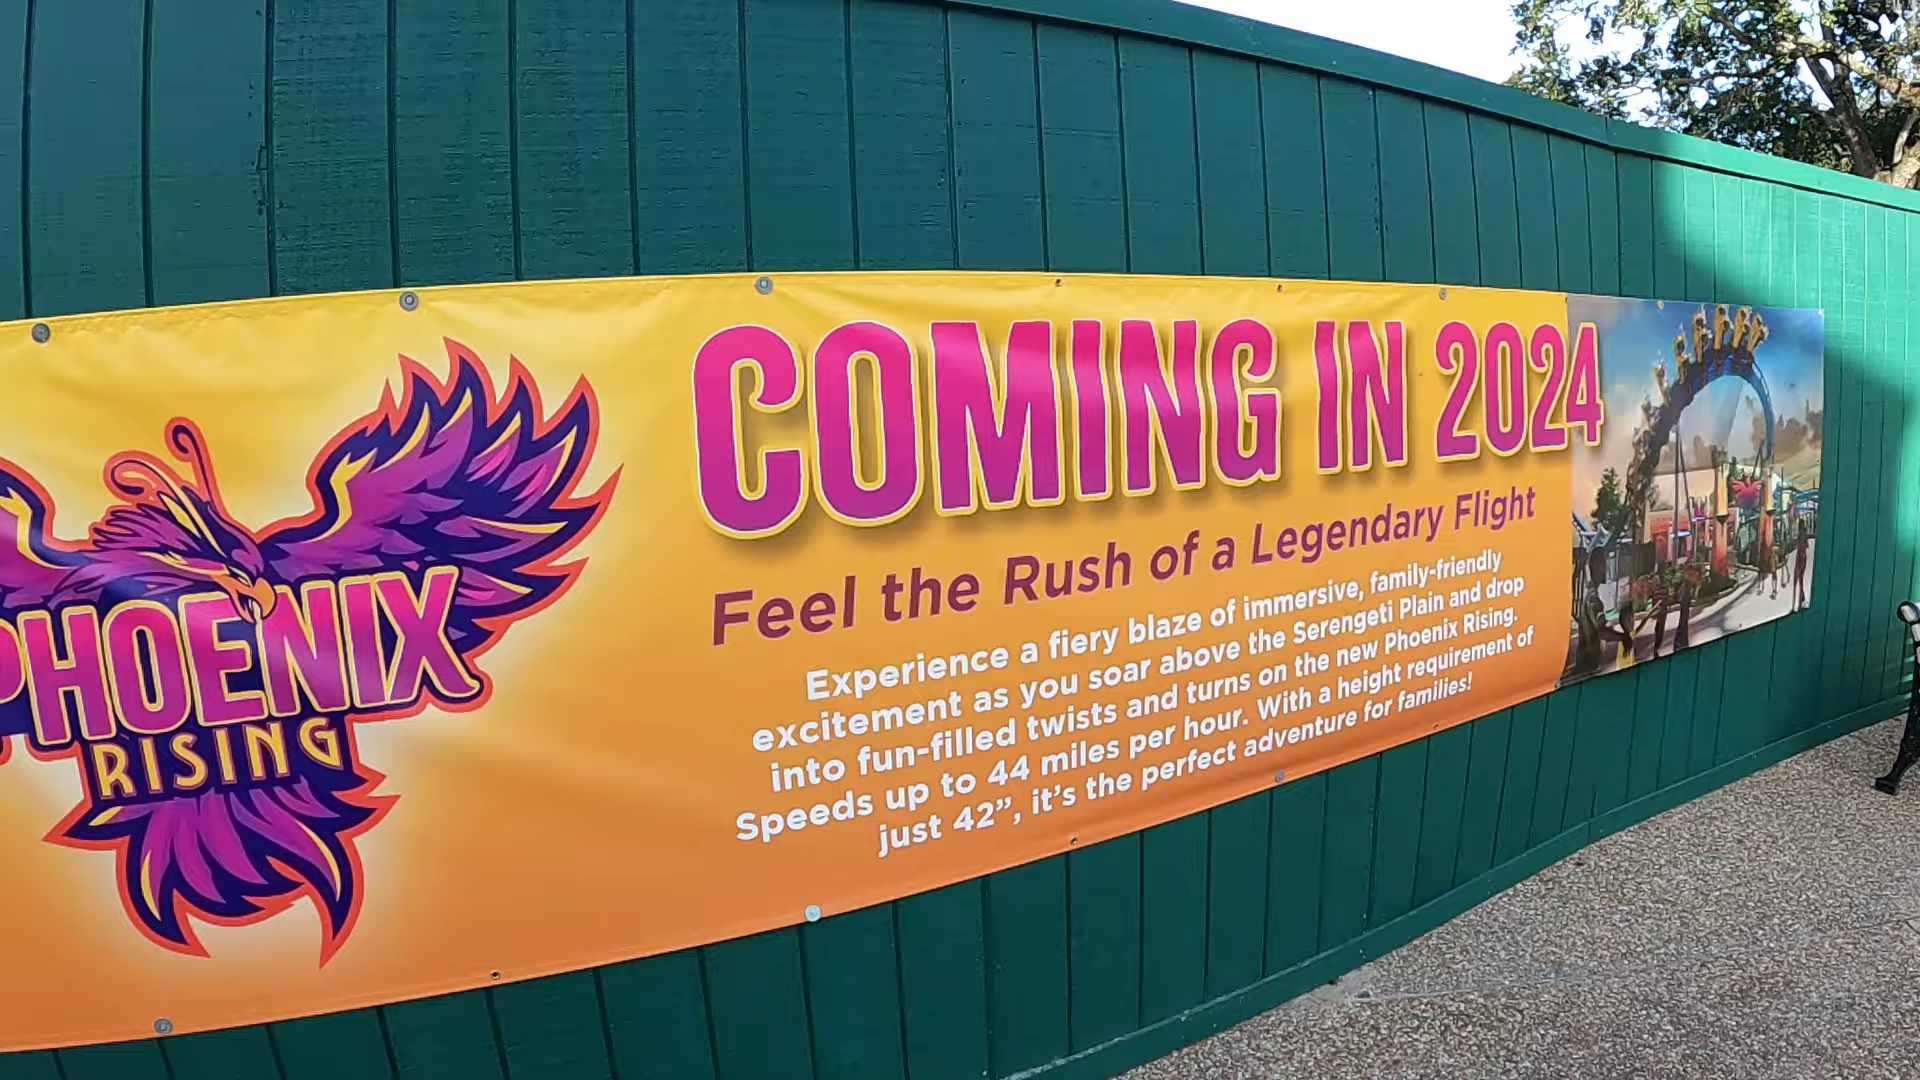 PHOENIX
RISING
COMING IN 2024
Feel the Rush of a Legendary Flight
Experience a fiery blaze of immersive, family-friendly
excitement as you soar above the Serengeti Plain and drop
into fun-filled twists and turns on the new Phoenix Rising.
Speeds up to 44 miles per hour. With a height requirement of
just 42”, it’s the perfect adventure for families!